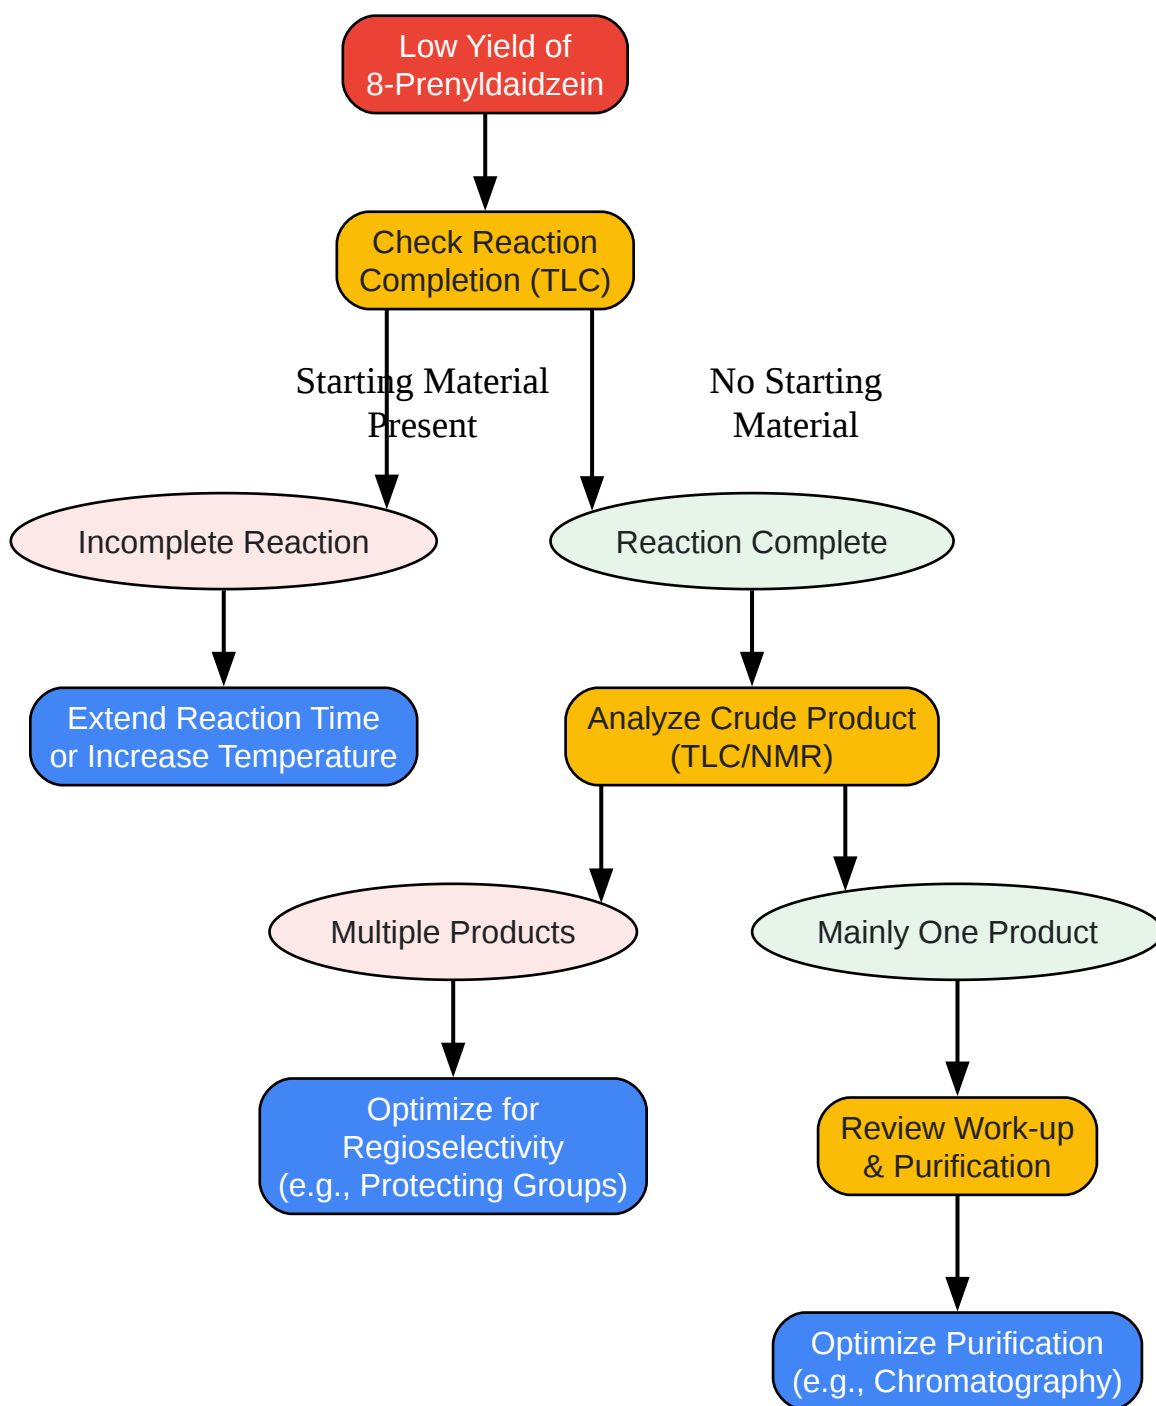 Low Yield of
8-Prenyldaidzein
Check Reaction
Completion (TLC)
Starting Material
Present
No Starting
Material
Incomplete Reaction
Reaction Complete
Extend Reaction Time
or Increase Temperature
Analyze Crude Product
(TLC/NMR)
Multiple Products
Mainly One Product
Optimize for
Regioselectivity
(e.g., Protecting Groups)
Review Work-up
& Purification
Optimize Purification
(e.g., Chromatography)